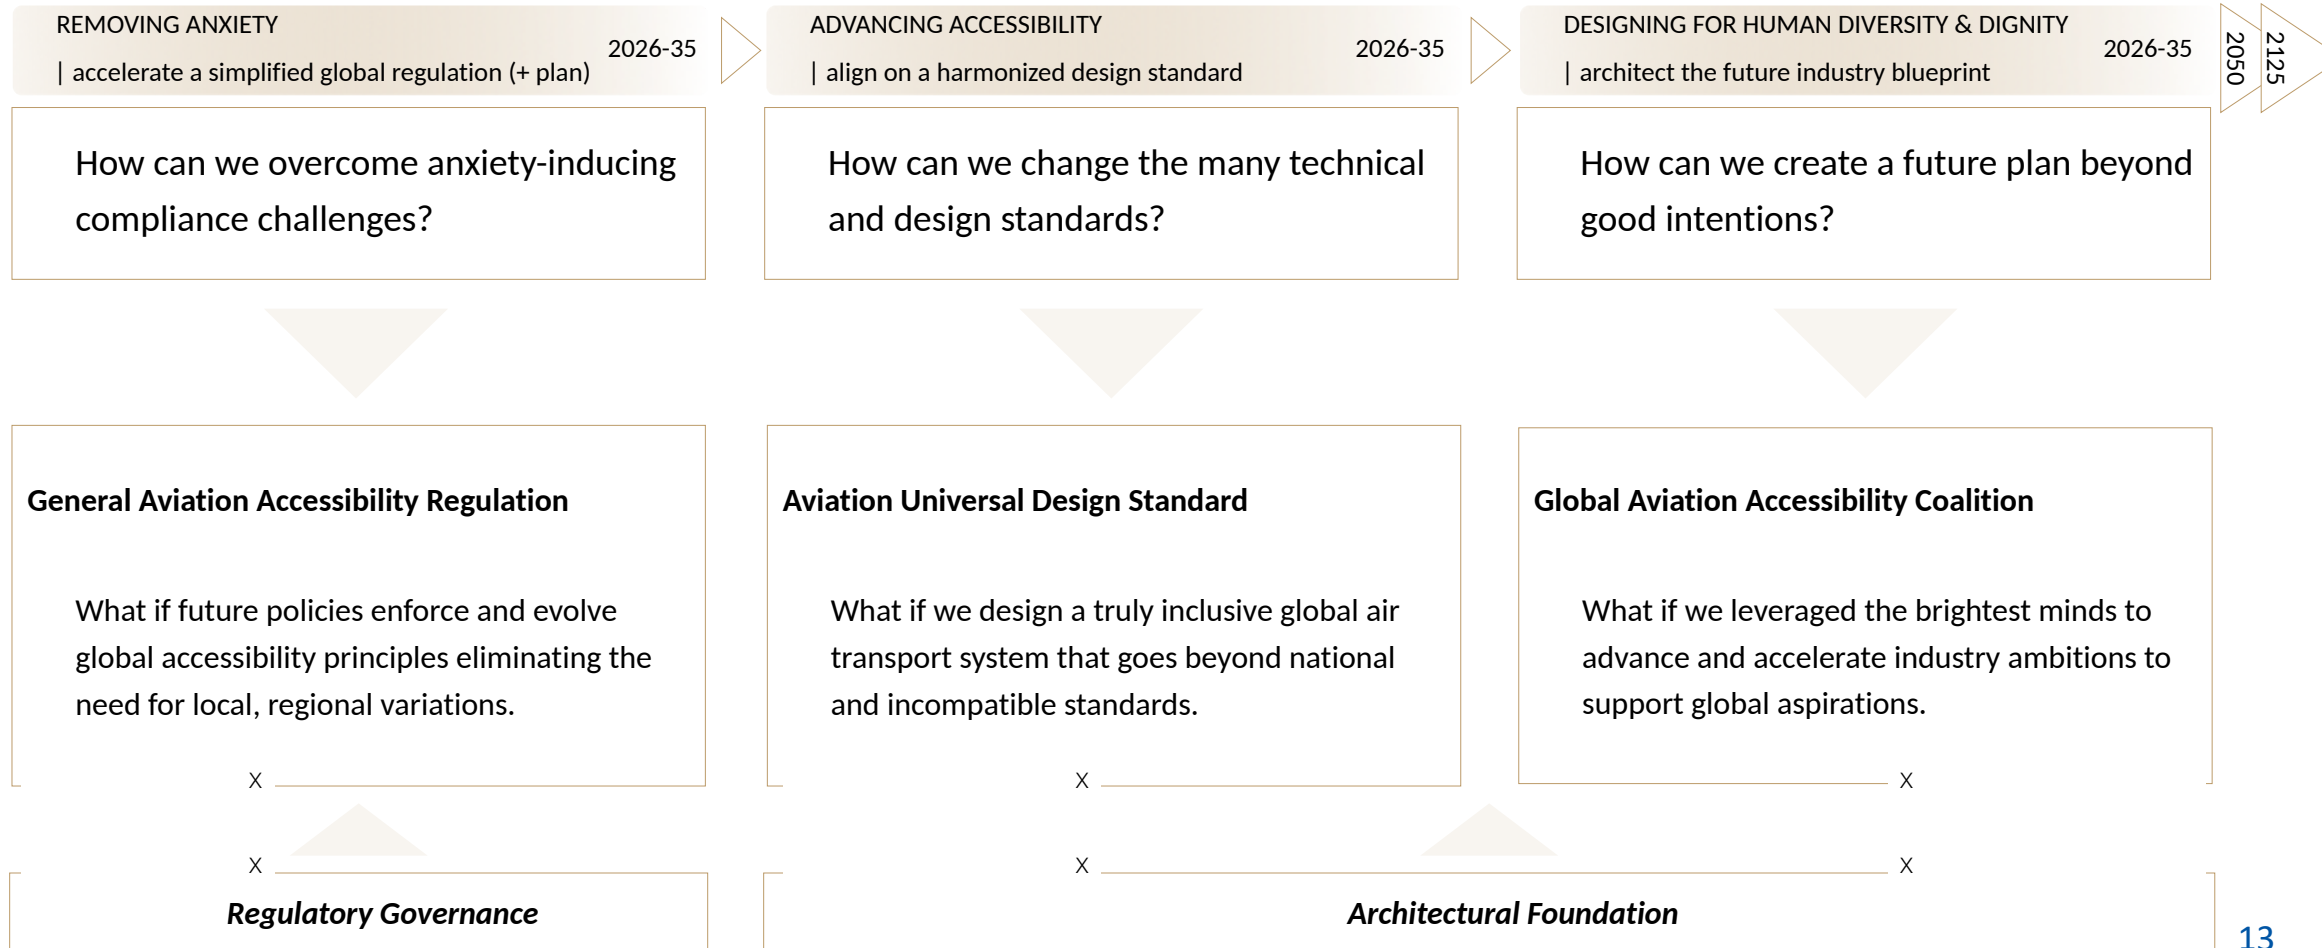 REMOVING ANXIETY
| accelerate a simplified global regulation (+ plan)
2026-35
ADVANCING ACCESSIBILITY
| align on a harmonized design standard
2026-35
DESIGNING FOR HUMAN DIVERSITY & DIGNITY
| architect the future industry blueprint
2026-35
2050
2125
How can we overcome anxiety-inducing
compliance challenges?
How can we change the many technical
and design standards?
How can we create a future plan beyond
good intentions?
General Aviation Accessibility Regulation
What if future policies enforce and evolve
global accessibility principles eliminating the
need for local, regional variations.
Aviation Universal Design Standard
What if we design a truly inclusive global air
transport system that goes beyond national
and incompatible standards.
Global Aviation Accessibility Coalition
What if we leveraged the brightest minds to
advance and accelerate industry ambitions to
support global aspirations.
X
X
X
X
X
X
Regulatory Governance
Architectural Foundation
13